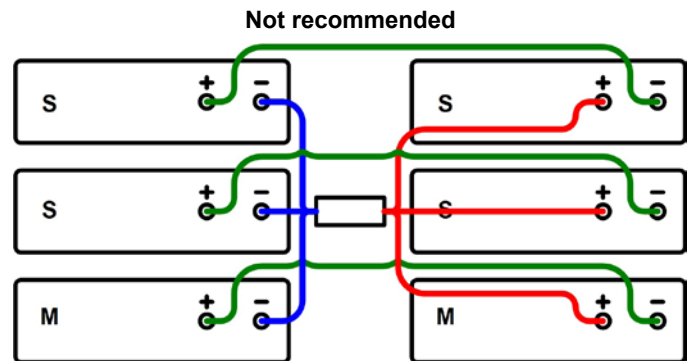 Not recommended
+ − + −
S S
+ − + −
S S
+ − + −
M M